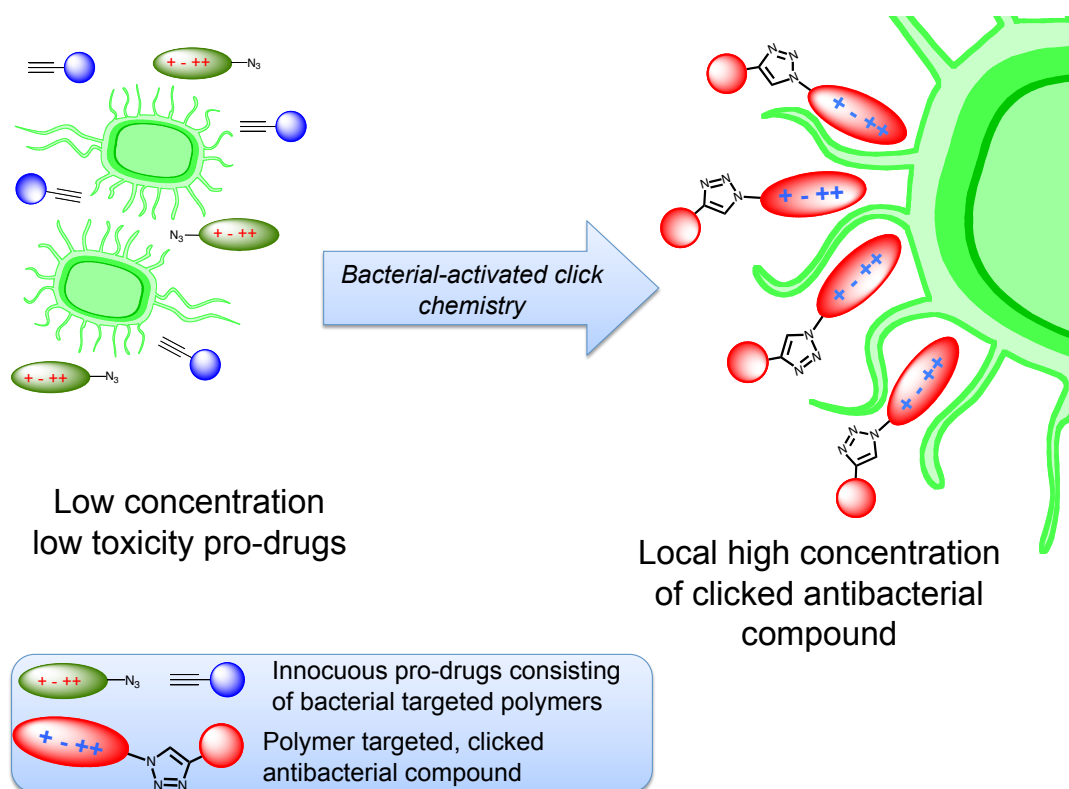 + - ++
N₃
+ - ++
N₃
N₃
+ - ++
+ - ++
N₃
Bacterial-activated click
chemistry
N
N
N
+ - ++
N
N
N
+ - ++
N
N
N
+ - ++
N
N
N
+ - ++
Low concentration
low toxicity pro-drugs
Local high concentration
of clicked antibacterial
compound
+ - ++
N₃
Innocuous pro-drugs consisting
of bacterial targeted polymers
+ - ++
N
N
N
Polymer targeted, clicked
antibacterial compound